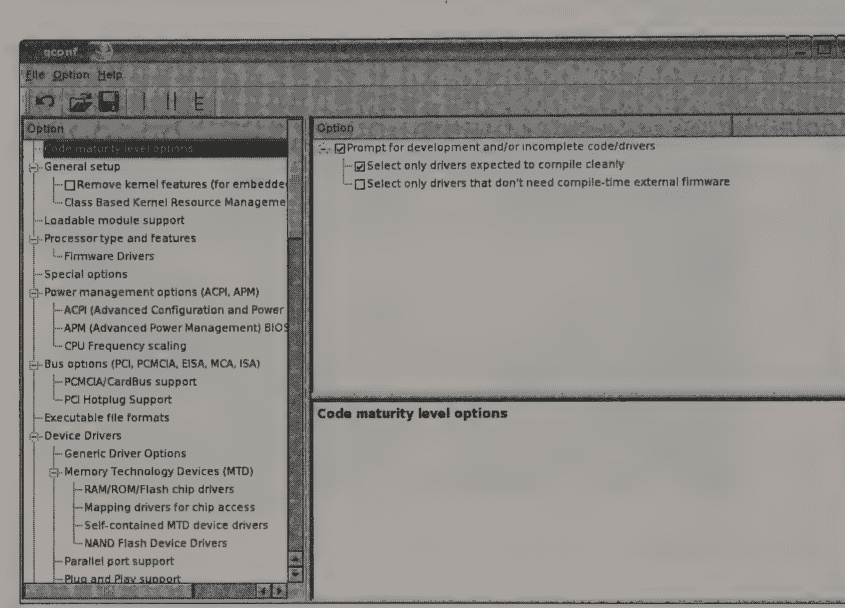 qconf
File Option Help
Option
Code maturity level options
General setup
Remove kernel features (for embedde
Class Based Kernel Resource Manageme
Loadable module support
Processor type and features
Firmware Drivers
Special options
Power management options (ACPI, APM)
ACPI (Advanced Configuration and Power
APM (Advanced Power Management) BIOS
CPU Frequency scaling
Bus options (PCI, PCMCIA, EISA, MCA, ISA)
PCMCIA/CardBus support
PCI Hotplug Support
Executable file formats
Device Drivers
Generic Driver Options
Memory Technology Devices (MTD)
RAM/ROM/Flash chip drivers
Mapping drivers for chip access
Self-contained MTD device drivers
NAND Flash Device Drivers
Parallel port support
Plug and Play support
Option
Prompt for development and/or incomplete code/drivers
Select only drivers expected to compile cleanly
Select only drivers that don't need compile-time external firmware
Code maturity level options